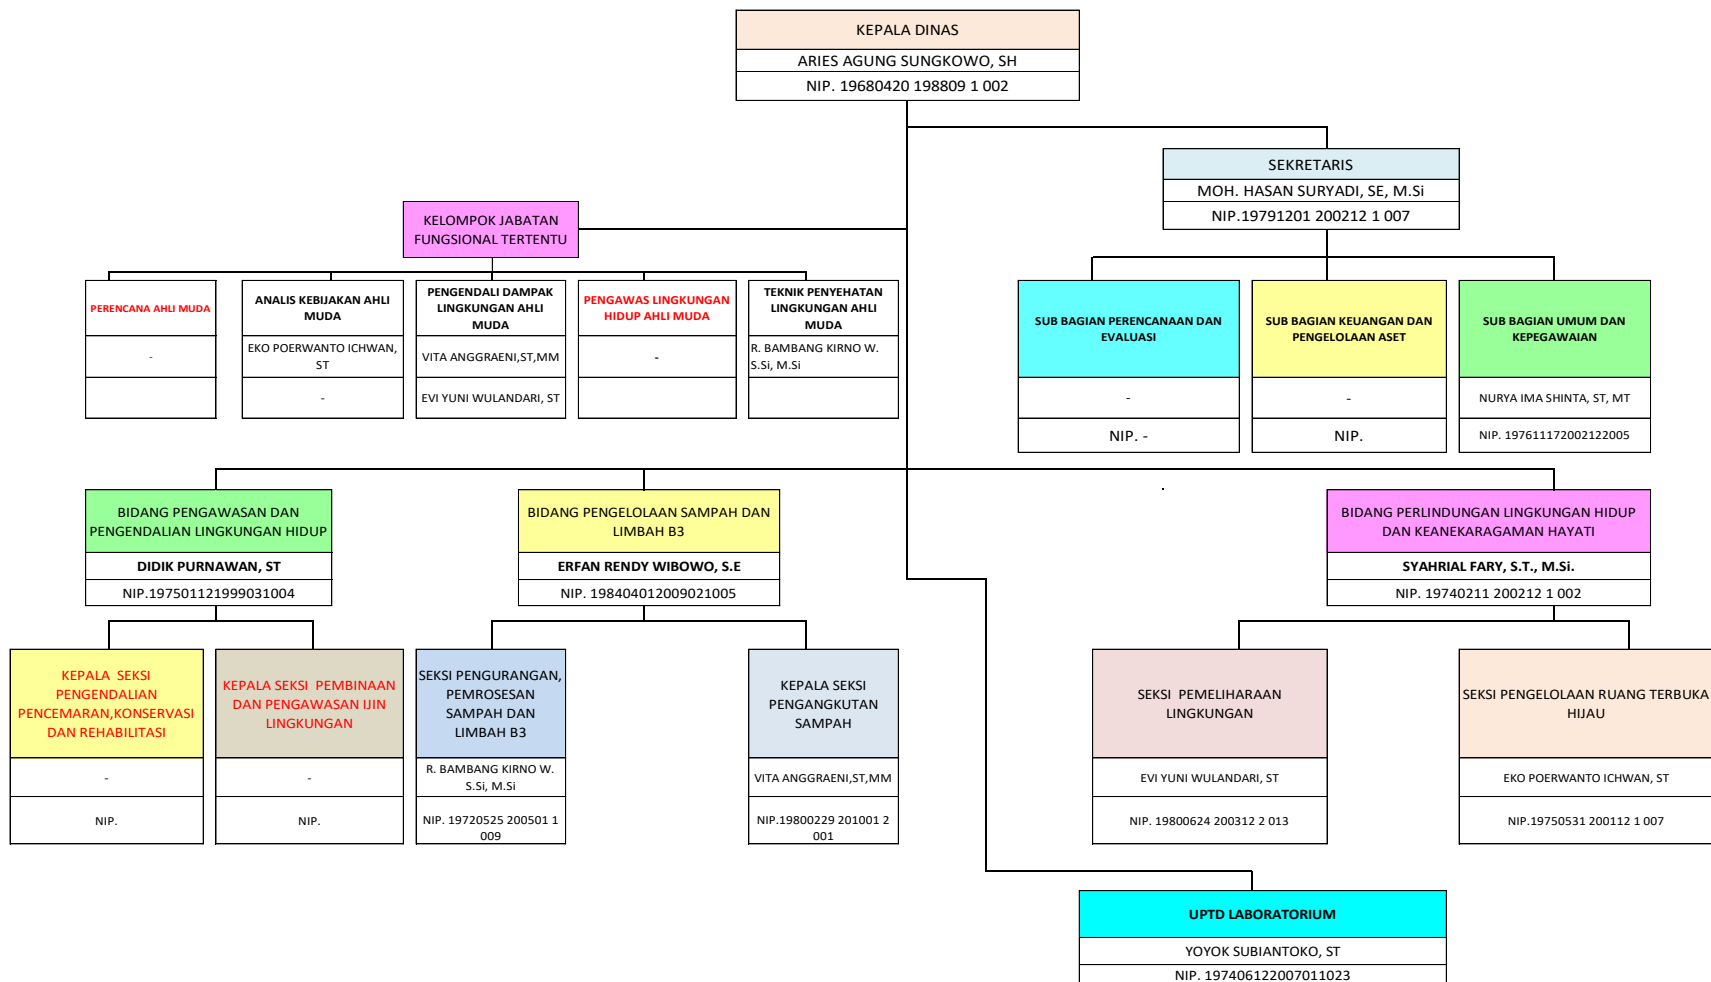 KEPALA DINAS
ARIES AGUNG SUNGKOWO, SH
NIP. 19680420 198809 1 002
SEKRETARIS
MOH. HASAN SURYADI, SE, M.Si
NIP.19791201 200212 1 007
KELOMPOK JABATAN
FUNGSIONAL TERTENTU
PERENCANA AHLI MUDA
-
ANALIS KEBIJAKAN AHLI
MUDA
EKO POERWANTO ICHWAN,
ST
-
PENGENDALI DAMPAK
LINGKUNGAN AHLI
MUDA
VITA ANGGRAENI,ST,MM
EVI YUNI WULANDARI, ST
PENGAWAS LINGKUNGAN
HIDUP AHLI MUDA
-
TEKNIK PENYEHATAN
LINGKUNGAN AHLI
MUDA
R. BAMBANG KIRNO W.
S.Si, M.Si
SUB BAGIAN PERENCANAAN DAN
EVALUASI
-
NIP. -
SUB BAGIAN KEUANGAN DAN
PENGELOLAAN ASET
-
NIP.
SUB BAGIAN UMUM DAN
KEPEGAWAIAN
NURYA IMA SHINTA, ST, MT
NIP. 197611172002122005
BIDANG PENGAWASAN DAN
PENGENDALIAN LINGKUNGAN HIDUP
DIDIK PURNAWAN, ST
NIP.197501121999031004
BIDANG PENGELOLAAN SAMPAH DAN
LIMBAH B3
ERFAN RENDY WIBOWO, S.E
NIP. 198404012009021005
BIDANG PERLINDUNGAN LINGKUNGAN HIDUP
DAN KEANEKARAGAMAN HAYATI
SYAHRIAL FARY, S.T., M.Si.
NIP. 19740211 200212 1 002
KEPALA  SEKSI
PENGENDALIAN
PENCEMARAN,KONSERVASI
DAN REHABILITASI
-
NIP.
KEPALA SEKSI  PEMBINAAN
DAN PENGAWASAN IJIN
LINGKUNGAN
-
NIP.
SEKSI PENGURANGAN,
PEMROSESAN
SAMPAH DAN
LIMBAH B3
R. BAMBANG KIRNO W.
S.Si, M.Si
NIP. 19720525 200501 1
009
KEPALA SEKSI
PENGANGKUTAN
SAMPAH
VITA ANGGRAENI,ST,MM
NIP.19800229 201001 2
001
SEKSI  PEMELIHARAAN
LINGKUNGAN
EVI YUNI WULANDARI, ST
NIP. 19800624 200312 2 013
SEKSI PENGELOLAAN RUANG TERBUKA
HIJAU
EKO POERWANTO ICHWAN, ST
NIP.19750531 200112 1 007
UPTD LABORATORIUM
YOYOK SUBIANTOKO, ST
NIP. 197406122007011023